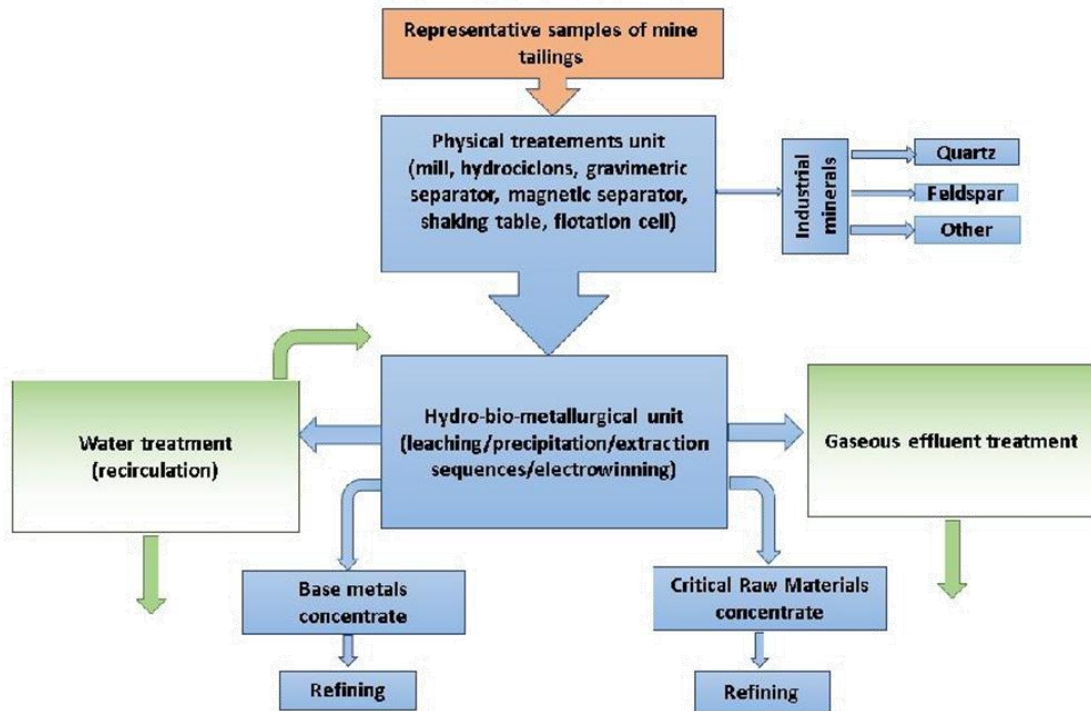 Representative samples of mine
tailings
Physical treatements unit
(mill, hydrociclons, gravimetric
separator, magnetic separator,
shaking table, flotation cell)
Industrial
minerals
Quartz
Feldspar
Other
Water treatment
(recirculation)
Hydro-bio-metallurgical unit
(leaching/precipitation/extraction
sequences/electrowinning)
Gaseous effluent treatment
Base metals
concentrate
Critical Raw Materials
concentrate
Refining
Refining